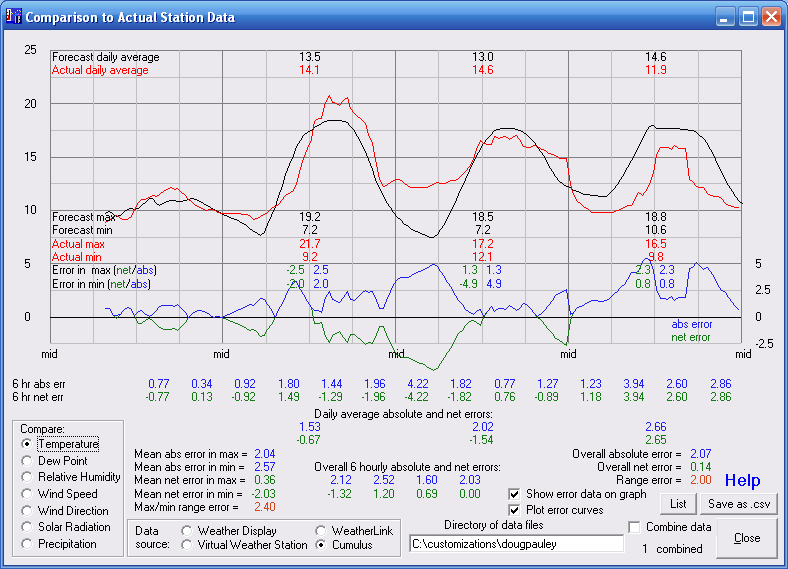 Comparison to Actual Station Data
25
Forecast daily average 13.5 13.0 14.6
Actual daily average 14.1 14.6 11.9
20
15
10
Forecast max 19.2 18.5 18.8
Forecast min 7.2 7.2 10.6
Actual max 21.7 17.2 16.5
Actual min 9.2 12.1 9.8
5 Error in max (net/abs) -2.5 2.5 1.3 1.3 2.3 2.3 5
Error in min (net/abs) -2.0 2.0 -4.9 4.9 0.8 0.8 2.5
0 0
abs error
net error -2.5
mid mid mid mid mid
6 hr abs err 0.77 0.34 0.92 1.80 1.44 1.96 4.22 1.82 0.77 1.27 1.23 3.94 2.60 2.86
6 hr net err -0.77 0.13 -0.92 1.49 -1.29 -1.96 -4.22 -1.82 0.76 -0.89 1.18 3.94 2.60 2.86
Daily average absolute and net errors:
1.53 2.02 2.66
-0.67 -1.54 2.65
Compare:
Temperature
Dew Point
Relative Humidity
Wind Speed
Wind Direction
Solar Radiation
Precipitation
Mean abs error in max = 2.04
Mean abs error in min = 2.57
Mean net error in max = 0.36
Mean net error in min = -2.03
Max/min range error = 2.40
Overall 6 hourly absolute and net errors:
2.12 2.52 1.60 2.03
-1.32 1.20 0.69 0.00
Overall absolute error = 2.07
Overall net error = 0.14
Range error = 2.00
Help
Show error data on graph
Plot error curves
List
Save as .csv
Data source:
Weather Display
Virtual Weather Station
WeatherLink
Cumulus
Directory of data files
C:\customizations\dougpauley
Combine data
1 combined
Close